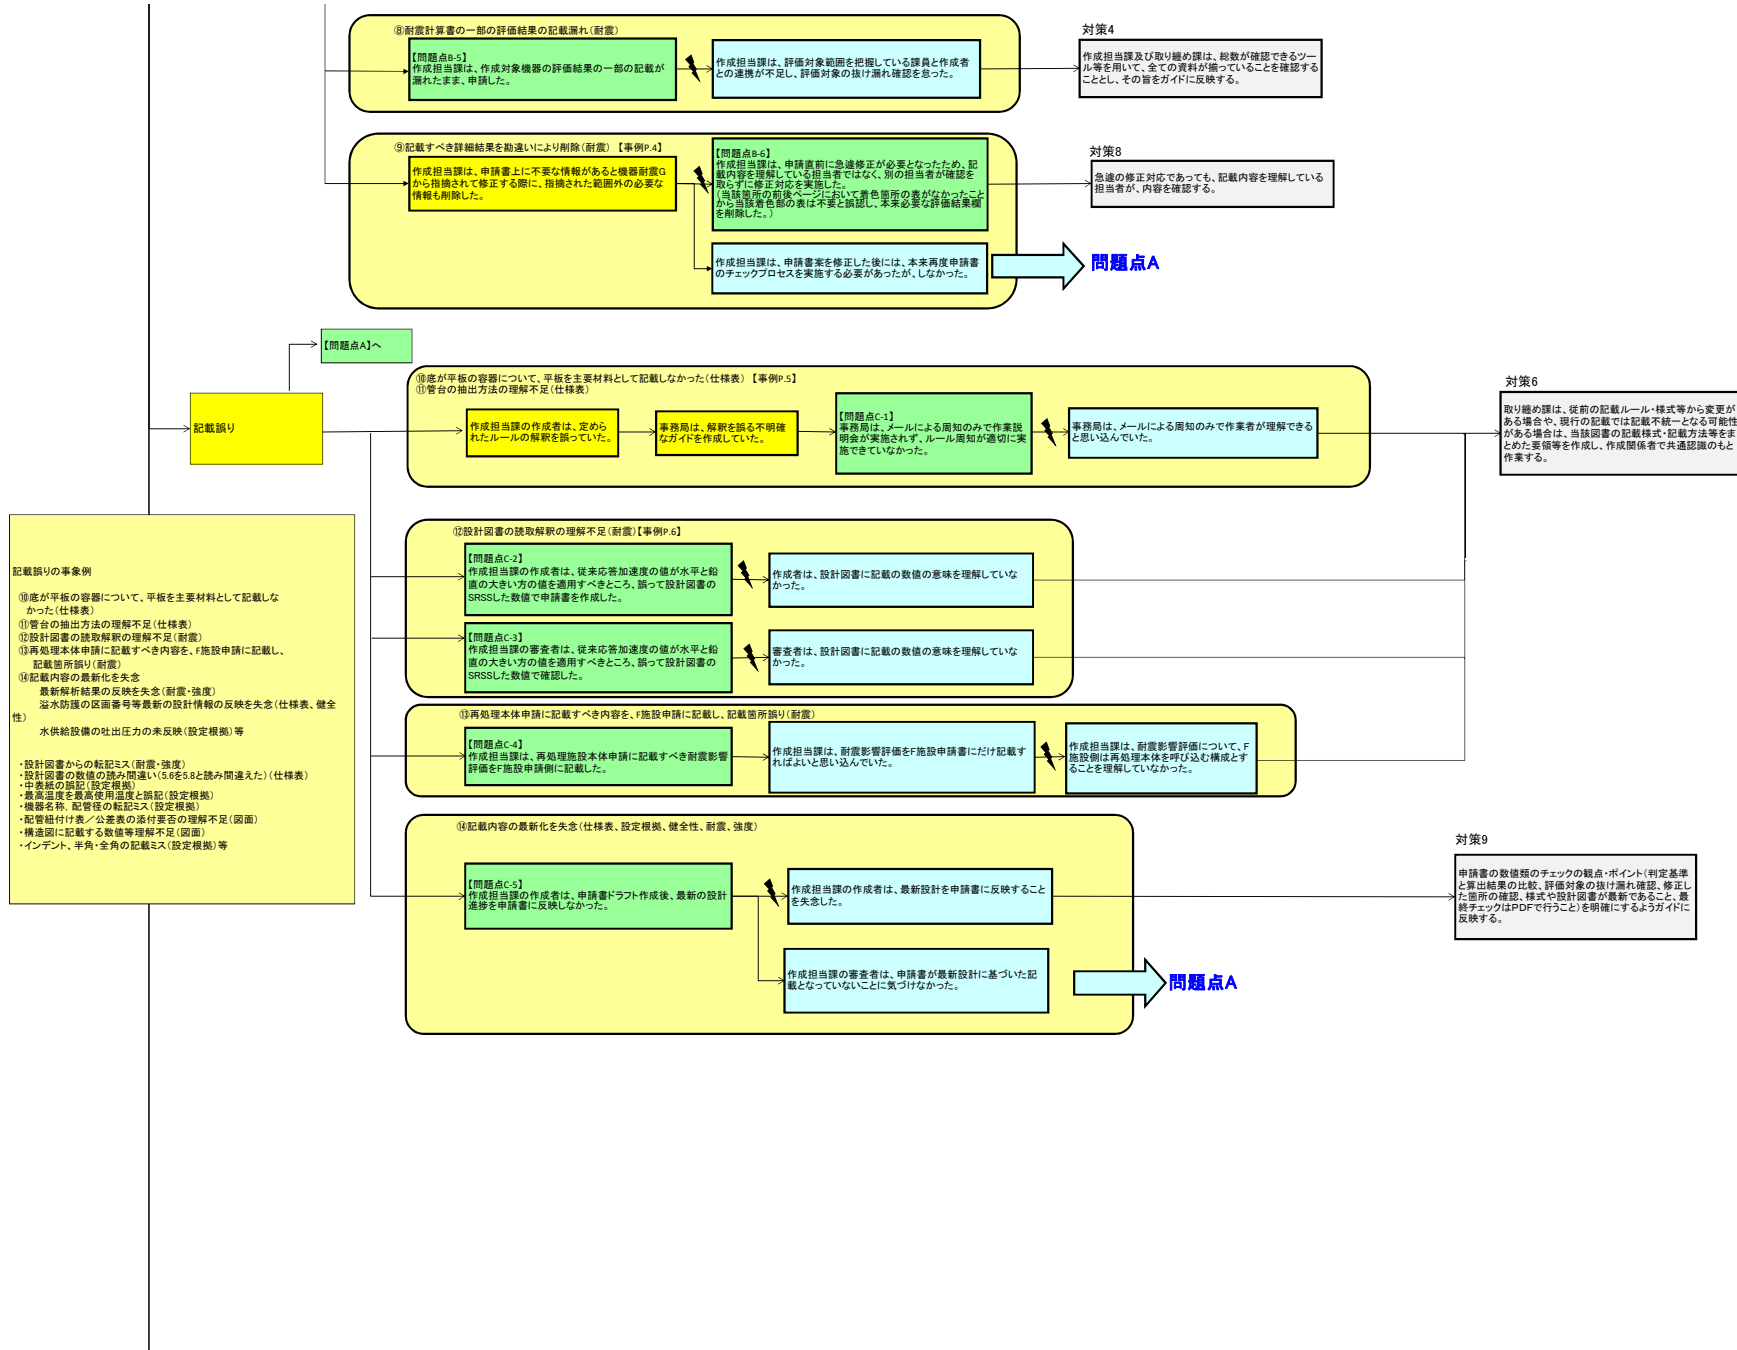 ⑧耐震計算書の一部の評価結果の記載漏れ(耐震)
【問題点B-5】
作成担当課は、作成対象機器の評価結果の一部の記載が
漏れたまま、申請した。
作成担当課は、評価対象範囲を把握している課員と作成者
との連携が不足し、評価対象の抜け漏れ確認を怠った。
対策4
作成担当課及び取り纏め課は、総数が確認できるツー
ル等を用いて、全ての資料が揃っていることを確認する
こととし、その旨をガイドに反映する。
⑨記載すべき詳細結果を勘違いにより削除(耐震)【事例P.4】
作成担当課は、申請書上に不要な情報があると機器耐震G
から指摘されて修正する際に、指摘された範囲外の必要な
情報も削除した。
【問題点B-6】
作成担当課は、申請直前に急遽修正が必要となったため、記
載内容を理解している担当者ではなく、別の担当者が確認を
取らずに修正対応を実施した。
(当該箇所の前後ページにおいて着色箇所の表がなかったこと
から当該着色部の表は不要と誤認し、本来必要な評価結果欄
を削除した。)
対策8
急遽の修正対応であっても、記載内容を理解している
担当者が、内容を確認する。
作成担当課は、申請書案を修正した後には、本来再度申請書
のチェックプロセスを実施する必要があったが、しなかった。
問題点A
【問題点A】へ
記載誤り
⑩底が平板の容器について、平板を主要材料として記載しなかった(仕様表)【事例P.5】
⑪管台の抽出方法の理解不足(仕様表)
作成担当課の作成者は、定めら
れたルールの解釈を誤っていた。
事務局は、解釈を誤る不明確
なガイドを作成していた。
【問題点C-1】
事務局は、メールによる周知のみで作業説
明会が実施されず、ルール周知が適切に実
施できていなかった。
事務局は、メールによる周知のみで作業者が理解できる
と思い込んでいた。
対策6
取り纏め課は、従前の記載ルール・様式等から変更が
ある場合や、現行の記載では記載不統一となる可能性
がある場合は、当該図書の記載様式・記載方法等をま
とめた要領等を作成し、作成関係者で共通認識のもと
作業する。
⑫設計図書の読取解釈の理解不足(耐震)【事例P.6】
【問題点C-2】
作成担当課の作成者は、従来応答加速度の値が水平と鉛
直の大きい方の値を適用すべきところ、誤って設計図書の
SRSSした数値で申請書を作成した。
作成者は、設計図書に記載の数値の意味を理解していな
かった。
【問題点C-3】
作成担当課の審査者は、従来応答加速度の値が水平と鉛
直の大きい方の値を適用すべきところ、誤って設計図書の
SRSSした数値で確認した。
審査者は、設計図書に記載の数値の意味を理解していな
かった。
⑬再処理本体申請に記載すべき内容を、F施設申請に記載し、記載箇所誤り(耐震)
【問題点C-4】
作成担当課は、再処理施設本体申請に記載すべき耐震影響
評価をF施設申請側に記載した。
作成担当課は、耐震影響評価をF施設申請書にだけ記載す
ればよいと思い込んでいた。
作成担当課は、耐震影響評価について、F
施設側は再処理本体を呼び込む構成とす
ることを理解していなかった。
⑭記載内容の最新化を失念(仕様表、設定根拠、健全性、耐震、強度)
【問題点C-5】
作成担当課の作成者は、申請書ドラフト作成後、最新の設計
進捗を申請書に反映しなかった。
作成担当課の作成者は、最新設計を申請書に反映すること
を失念した。
作成担当課の審査者は、申請書が最新設計に基づいた記
載となっていないことに気づけなかった。
問題点A
対策9
申請書の数値類のチェックの観点・ポイント(判定基準
と算出結果の比較、評価対象の抜け漏れ確認、修正し
た箇所の確認、様式や設計図書が最新であること、最
終チェックはPDFで行うこと)を明確にするようガイドに
反映する。
記載誤りの事象例
⑩底が平板の容器について、平板を主要材料として記載しな
かった(仕様表)
⑪管台の抽出方法の理解不足(仕様表)
⑫設計図書の読取解釈の理解不足(耐震)
⑬再処理本体申請に記載すべき内容を、F施設申請に記載し、
記載箇所誤り(耐震)
⑭記載内容の最新化を失念
最新解析結果の反映を失念(耐震・強度)
溢水防護の区画番号等最新の設計情報の反映を失念(仕様表、健全
性)
水供給設備の吐出圧力の未反映(設定根拠)等
・設計図書からの転記ミス(耐震・強度)
・設計図書の数値の読み間違い(5.6を5.8と読み間違えた)(仕様表)
・中表紙の誤記(設定根拠)
・最高温度を最高使用温度と誤記(設定根拠)
・機器名称、配管径の転記ミス(設定根拠)
・配管紐付け表/公差表の添付要否の理解不足(図面)
・構造図に記載する数値等理解不足(図面)
・インデント、半角・全角の記載ミス(設定根拠)等